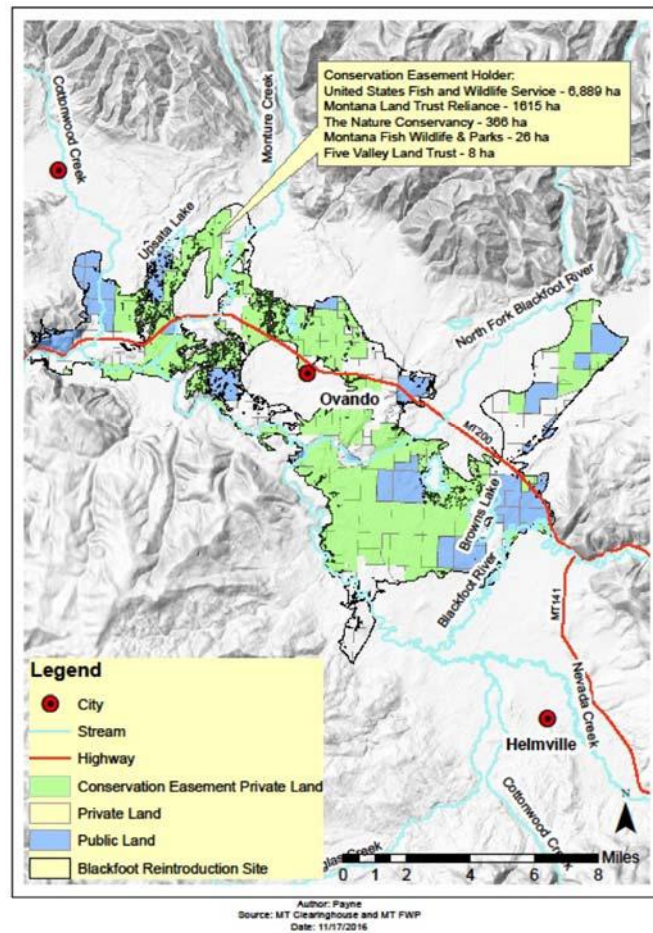 Conservation Easement Holder:
United States Fish and Wildlife Service - 6,889 ha
Montana Land Trust Reliance - 1615 ha
The Nature Conservancy - 366 ha
Montana Fish Wildlife & Parks - 26 ha
Five Valley Land Trust - 8 ha
Cottonwood Creek
Monture Creek
Upsata Lake
North Fork Blackfoot River
Ovando
MT200
Browns Lake
Blackfoot River
MT141
Nevada Creek
Helmville
Cottonwood Creek
glas Creek
Legend
City
Stream
Highway
Conservation Easement Private Land
Private Land
Public Land
Blackfoot Reintroduction Site
N
0 1 2 4 6 8 Miles
Author: Payne
Source: MT Clearinghouse and MT FWP
Date: 11/17/2016